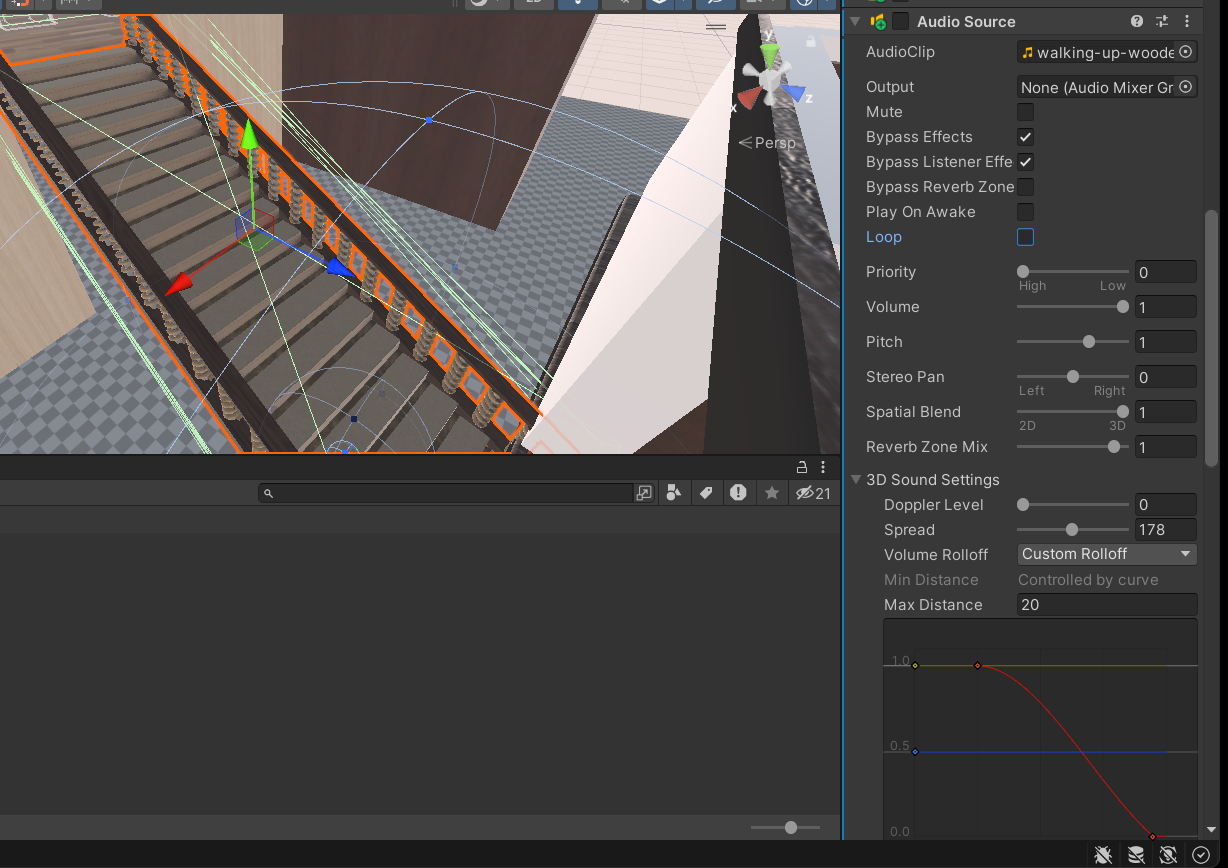 Audio Source
AudioClip
walking-up-woode
Output
None (Audio Mixer Gr
Mute
Bypass Effects
Bypass Listener Effe
Bypass Reverb Zone
Play On Awake
Loop
Priority
0
High
Low
Volume
1
Pitch
1
Stereo Pan
0
Left
Right
Spatial Blend
1
2D
3D
Reverb Zone Mix
1
3D Sound Settings
Doppler Level
0
Spread
178
Volume Rolloff
Custom Rolloff
Min Distance
Controlled by curve
Max Distance
20
1.0
0.5
0.0
y
x
z
Persp
21